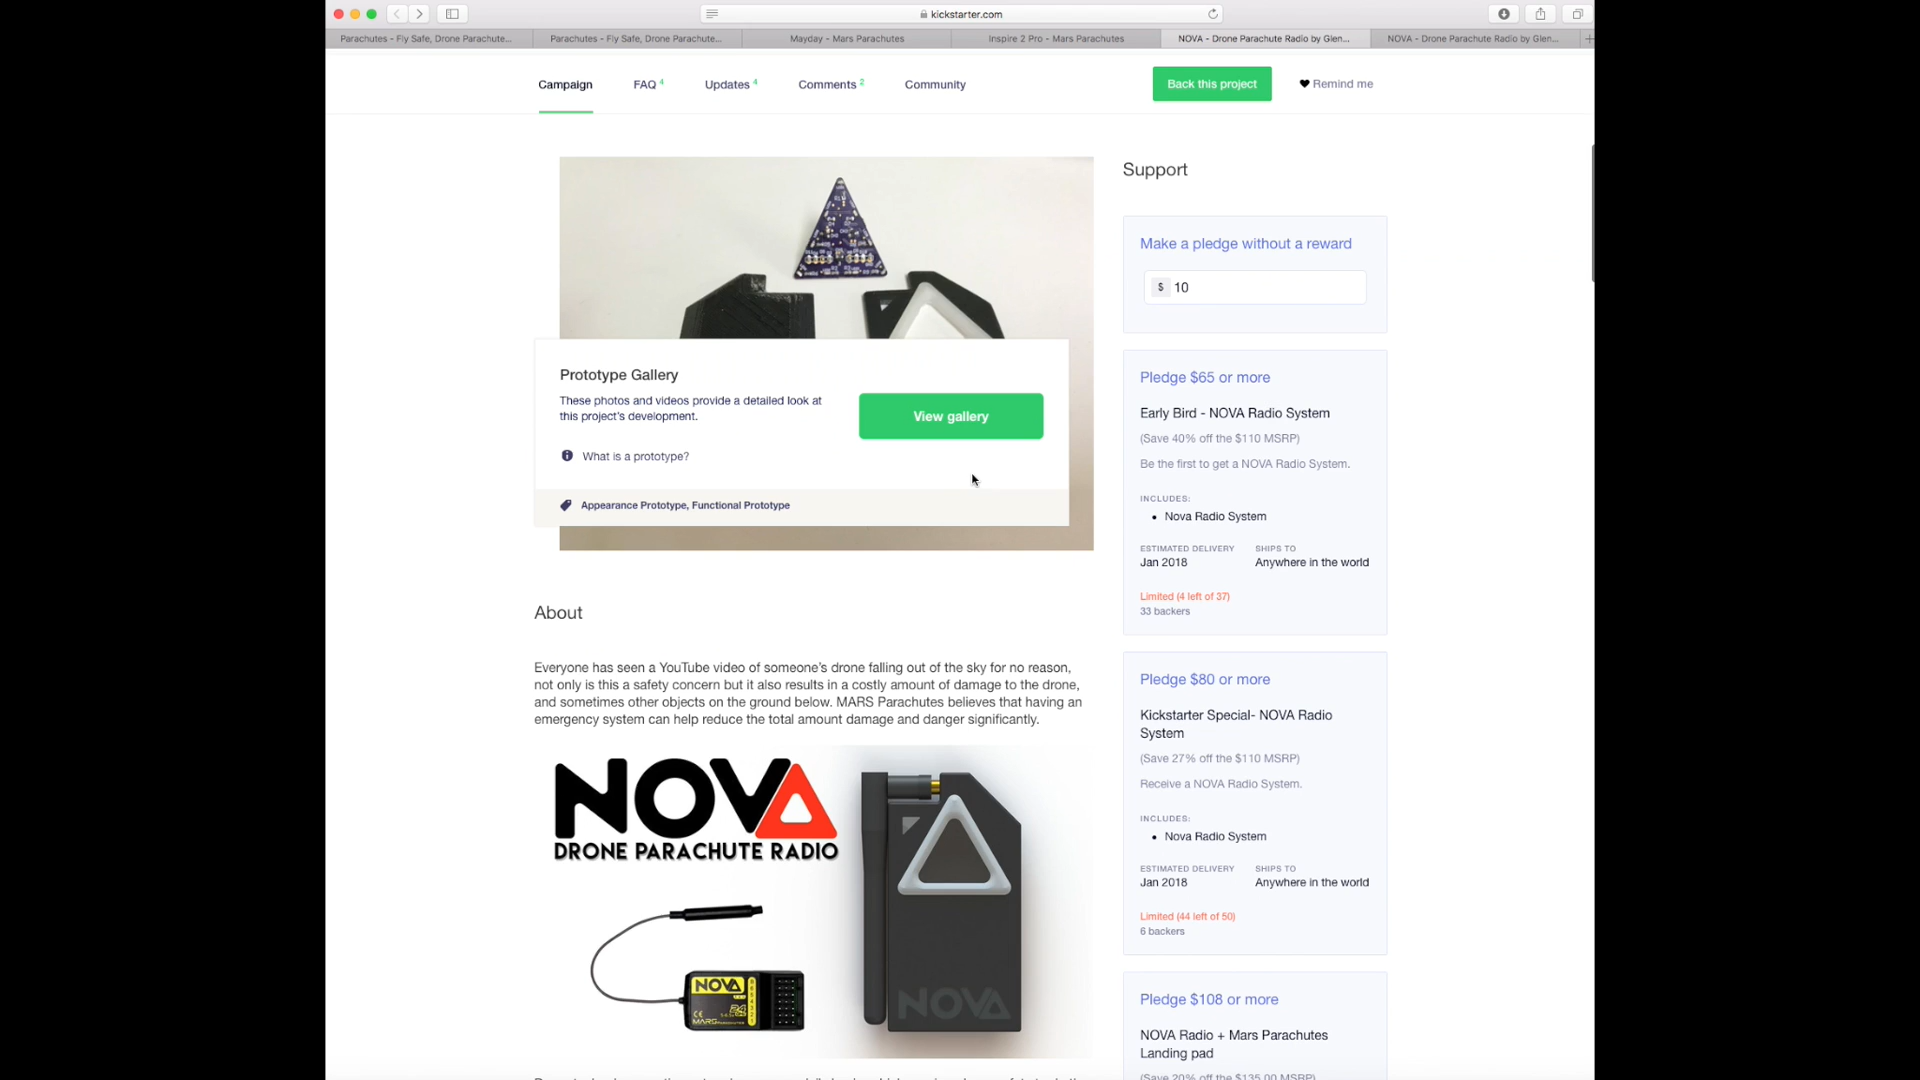 kickstarter.com
Parachutes - Fly Safe, Drone Parachute...
Parachutes - Fly Safe, Drone Parachute...
Mayday - Mars Parachutes
Inspire 2 Pro - Mars Parachutes
NOVA - Drone Parachute Radio by Glen...
NOVA - Drone Parachute Radio by Glen...
Campaign
FAQ 4
Updates 4
Comments 2
Community
Back this project
Remind me
Prototype Gallery
These photos and videos provide a detailed look at
this project's development.
View gallery
What is a prototype?
Appearance Prototype, Functional Prototype
About
Everyone has seen a YouTube video of someone's drone falling out of the sky for no reason,
not only is this a safety concern but it also results in a costly amount of damage to the drone,
and sometimes other objects on the ground below. MARS Parachutes believes that having an
emergency system can help reduce the total amount damage and danger significantly.
NOVA
DRONE PARACHUTE RADIO
NOVA
MARS
NOVA
Support
Make a pledge without a reward
$ 10
Pledge $65 or more
Early Bird - NOVA Radio System
(Save 40% off the $110 MSRP)
Be the first to get a NOVA Radio System.
INCLUDES:
• Nova Radio System
ESTIMATED DELIVERY SHIPS TO
Jan 2018 Anywhere in the world
Limited (4 left of 37)
33 backers
Pledge $80 or more
Kickstarter Special- NOVA Radio
System
(Save 27% off the $110 MSRP)
Receive a NOVA Radio System.
INCLUDES:
• Nova Radio System
ESTIMATED DELIVERY SHIPS TO
Jan 2018 Anywhere in the world
Limited (44 left of 50)
6 backers
Pledge $108 or more
NOVA Radio + Mars Parachutes
Landing pad
(Save 20% off the $135.00 MSRP)